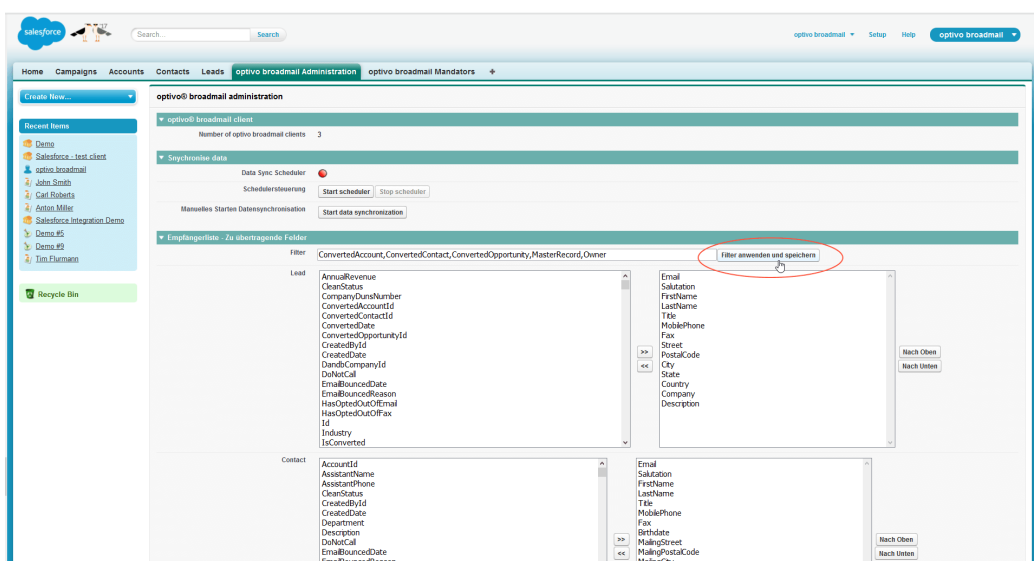 salesforce
Search...
Search
optivo broadmail
Setup
Help
optivo broadmail
Home
Campaigns
Accounts
Contacts
Leads
optivo broadmail Administration
optivo broadmail Mandators
+
Create New...
Recent Items
Demo
Salesforce - test client
optivo broadmail
John Smith
Carl Roberts
Anton Miller
Salesforce Integration Demo
Demo #5
Demo #9
Tim Flurmann
Recycle Bin
optivo® broadmail administration
optivo® broadmail client
Number of optivo broadmail clients 3
Snychronise data
Data Sync Scheduler
Schedulersteuerung
Start scheduler
Stop scheduler
Manuelles Starten Datensynchronisation
Start data synchronization
Empfängerliste - Zu übertragende Felder
Filter
ConvertedAccount,ConvertedContact,ConvertedOpportunity,MasterRecord,Owner
Filter anwenden und speichern
Lead
AnnualRevenue
CleanStatus
CompanyDunsNumber
ConvertedAccountId
ConvertedContactId
ConvertedDate
ConvertedOpportunityId
CreatedById
CreatedDate
DandbCompanyId
DoNotCall
EmailBouncedDate
EmailBouncedReason
HasOptedOutOfEmail
HasOptedOutOfFax
Id
Industry
IsConverted
>>
<<
Email
Salutation
FirstName
LastName
Title
MobilePhone
Fax
Street
PostalCode
City
State
Country
Company
Description
Nach Oben
Nach Unten
Contact
AccountId
AssistantName
AssistantPhone
CleanStatus
CreatedById
CreatedDate
Department
Description
DoNotCall
EmailBouncedDate
EmailBouncedReason
>>
<<
Email
Salutation
FirstName
LastName
Title
MobilePhone
Fax
Birthdate
MailingStreet
MailingPostalCode
MailingCity
Nach Oben
Nach Unten